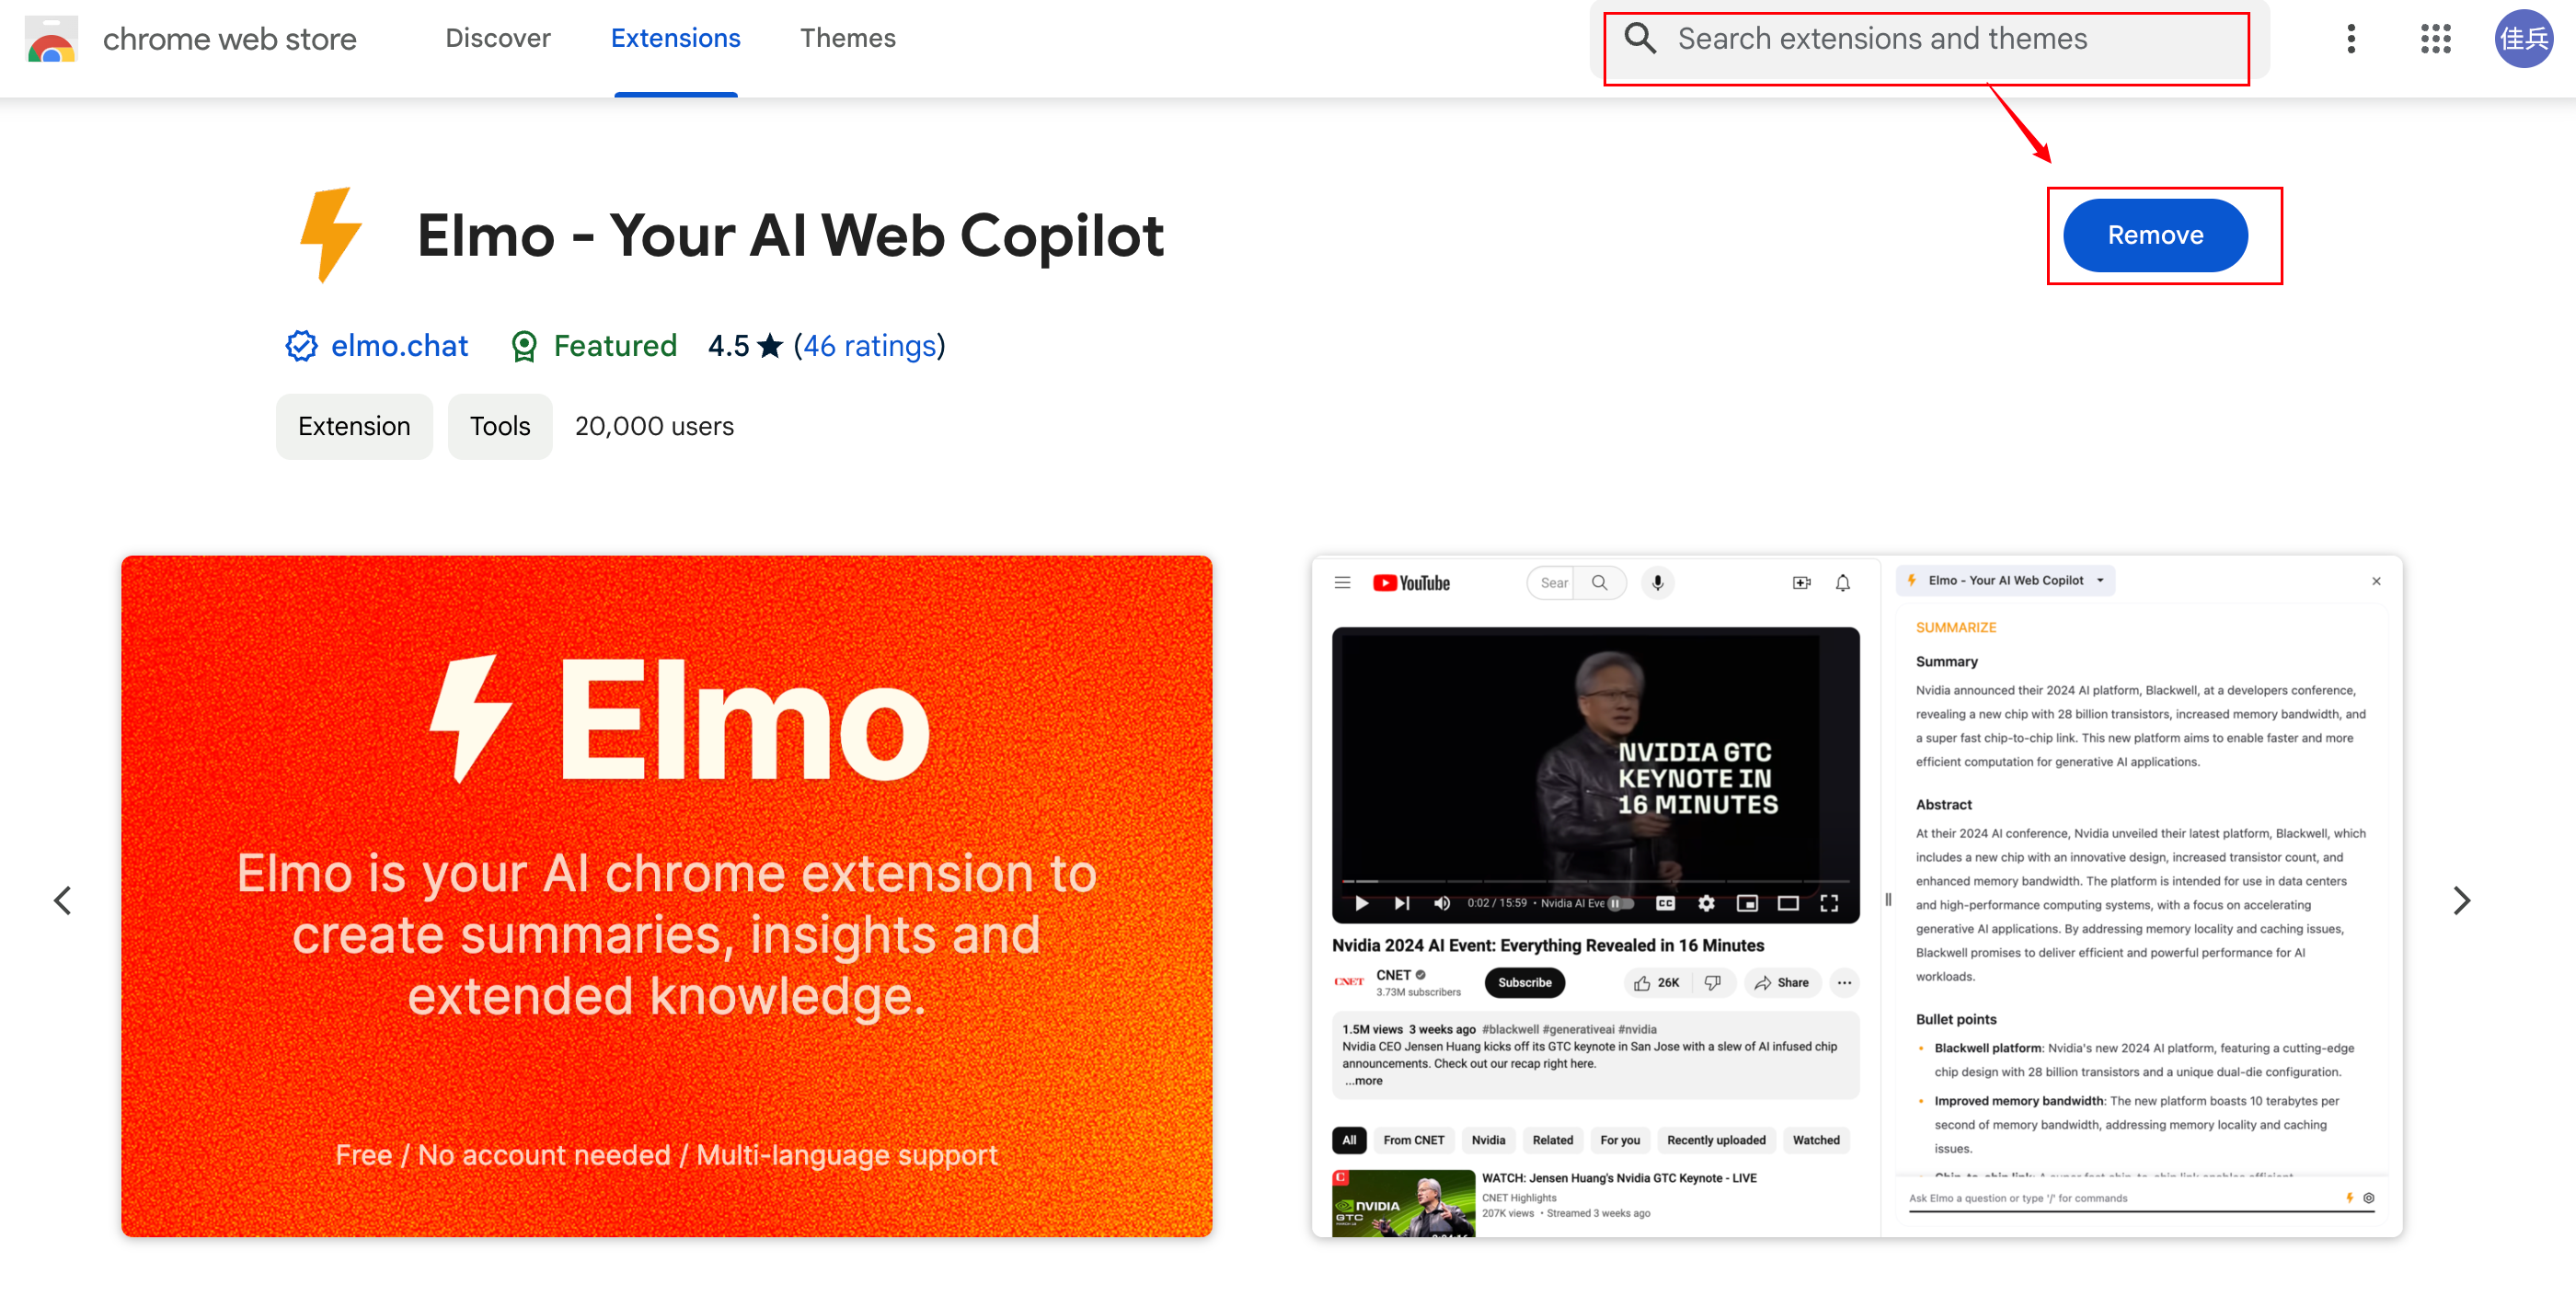 chrome web store
Discover
Extensions
Themes
Search extensions and themes
佳兵
Elmo - Your AI Web Copilot
Remove
elmo.chat
Featured
4.5 ★ (46 ratings)
Extension
Tools
20,000 users
Elmo
Elmo is your AI chrome extension to
create summaries, insights and
extended knowledge.
Free / No account needed / Multi-language support
YouTube
Sear
NVIDIA GTC
KEYNOTE IN
16 MINUTES
0:02 / 15:59 • Nvidia AI Eve
CC
Nvidia 2024 AI Event: Everything Revealed in 16 Minutes
CNET
CNET
3.73M subscribers
Subscribe
26K
Share
1.5M views 3 weeks ago #blackwell #generativeai #nvidia
Nvidia CEO Jensen Huang kicks off its GTC keynote in San Jose with a slew of AI infused chip
announcements. Check out our recap right here.
...more
All
From CNET
Nvidia
Related
For you
Recently uploaded
Watched
C
NVIDIA
GTC
WATCH: Jensen Huang's Nvidia GTC Keynote - LIVE
CNET Highlights
207K views • Streamed 3 weeks ago
Elmo - Your AI Web Copilot
SUMMARIZE
Summary
Nvidia announced their 2024 AI platform, Blackwell, at a developers conference,
revealing a new chip with 28 billion transistors, increased memory bandwidth, and
a super fast chip-to-chip link. This new platform aims to enable faster and more
efficient computation for generative AI applications.
Abstract
At their 2024 AI conference, Nvidia unveiled their latest platform, Blackwell, which
includes a new chip with an innovative design, increased transistor count, and
enhanced memory bandwidth. The platform is intended for use in data centers
and high-performance computing systems, with a focus on accelerating
generative AI applications. By addressing memory locality and caching issues,
Blackwell promises to deliver efficient and powerful performance for AI
workloads.
Bullet points
• Blackwell platform: Nvidia's new 2024 AI platform, featuring a cutting-edge
chip design with 28 billion transistors and a unique dual-die configuration.
• Improved memory bandwidth: The new platform boasts 10 terabytes per
second of memory bandwidth, addressing memory locality and caching
issues.
Ask Elmo a question or type '/' for commands